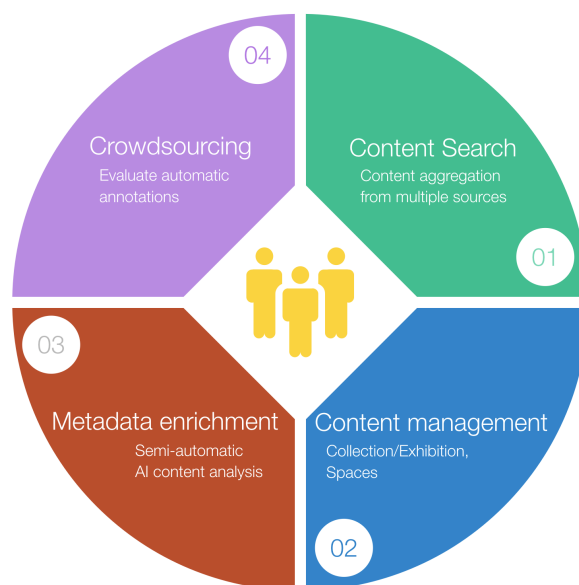 04
Crowdsourcing
Evaluate automatic
annotations
Content Search
Content aggregation
from multiple sources
01
03
Metadata enrichment
Semi-automatic
AI content analysis
Content management
Collection/Exhibition,
Spaces
02